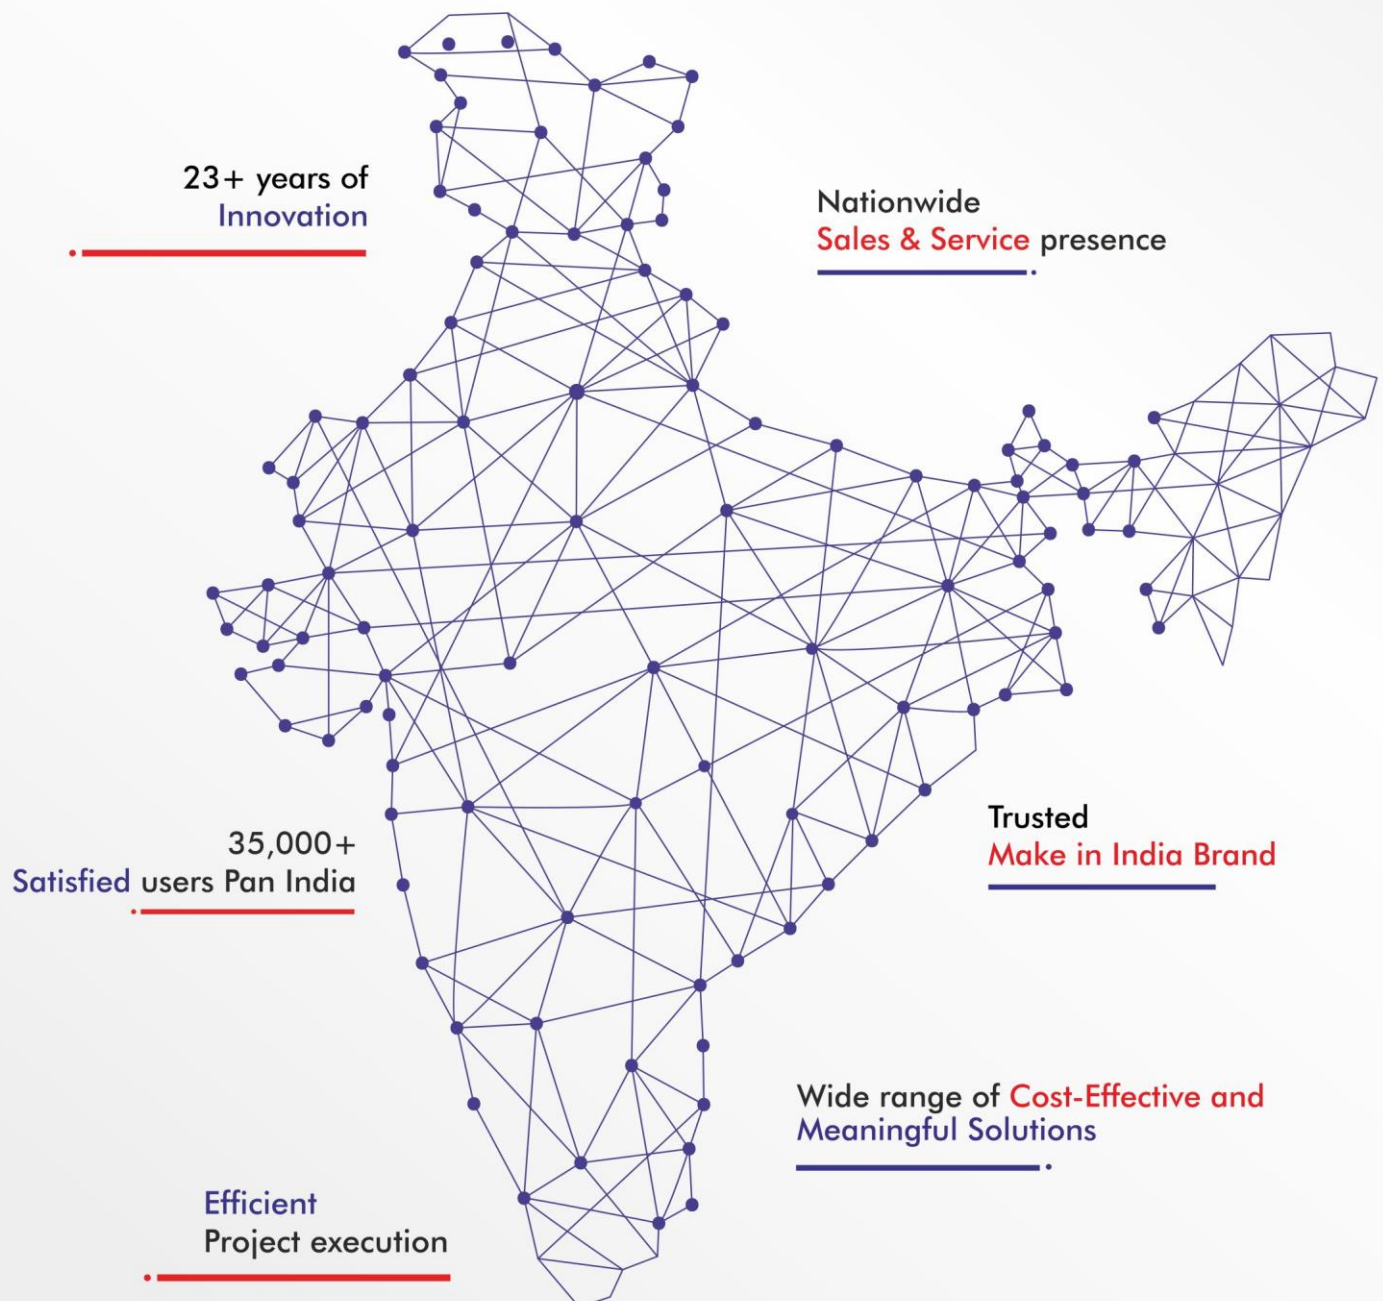 23+ years of
Innovation
Nationwide
Sales & Service presence
35,000+
Satisfied users Pan India
Trusted
Make in India Brand
Wide range of Cost-Effective and
Meaningful Solutions
Efficient
Project execution